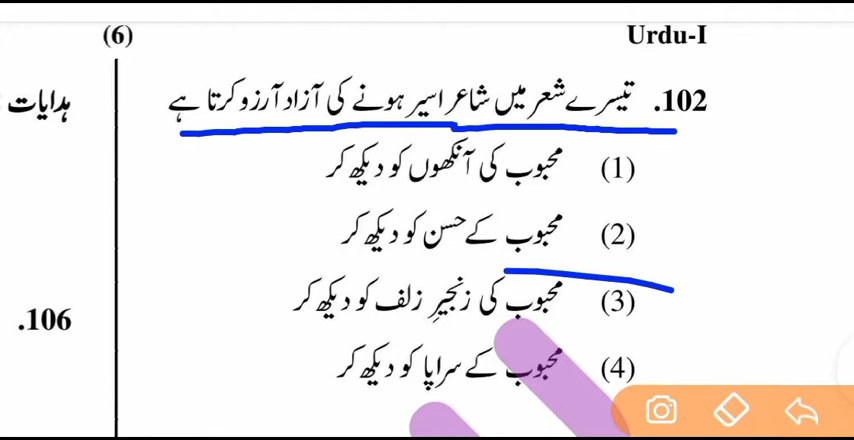 (6) Urdu-I
102. تیسرے شعر میں شاعر اسیر ہونے کی آزاد آرزو کرتا ہے
ہدایات
(1) محبوب کی آنکھوں کو دیکھ کر
(2) محبوب کے حسن کو دیکھ کر
(3) محبوب کی زنجیرِ زلف کو دیکھ کر
106.
(4) محبوب کے سراپا کو دیکھ کر